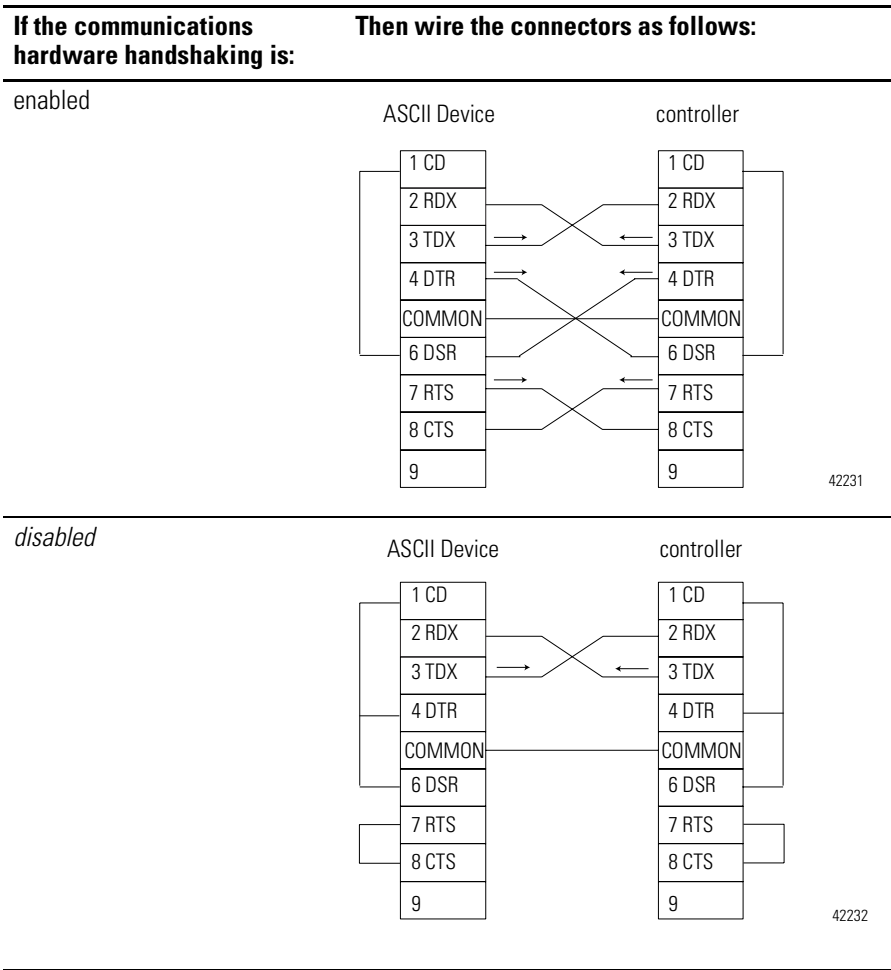 If the communications
hardware handshaking is:
Then wire the connectors as follows:
enabled
ASCII Device
controller
1 CD
1 CD
2 RDX
2 RDX
3 TDX
3 TDX
4 DTR
4 DTR
COMMON
COMMON
6 DSR
6 DSR
7 RTS
7 RTS
8 CTS
8 CTS
9
9
42231
disabled
ASCII Device
controller
1 CD
1 CD
2 RDX
2 RDX
3 TDX
3 TDX
4 DTR
4 DTR
COMMON
COMMON
6 DSR
6 DSR
7 RTS
7 RTS
8 CTS
8 CTS
9
9
42232